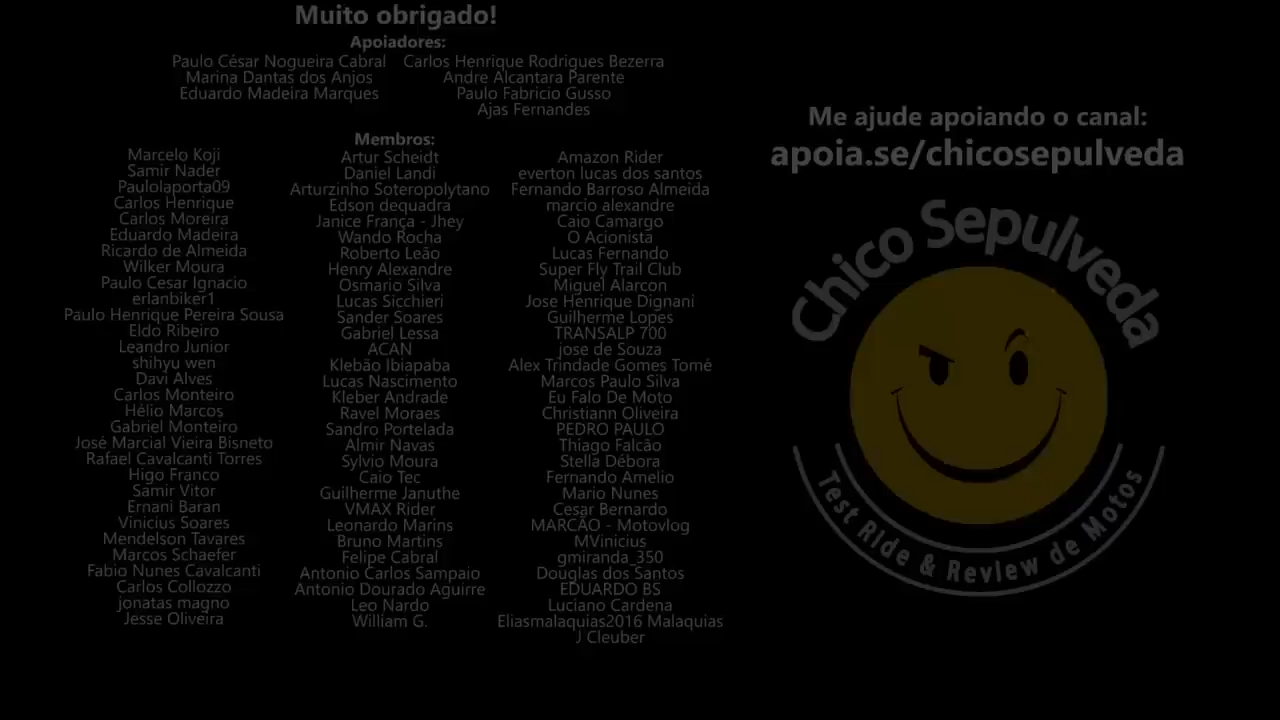 Muito obrigado!
Apoiadores:
Paulo César Nogueira Cabral
Marina Dantas dos Anjos
Eduardo Madeira Marques
Carlos Henrique Rodrigues Bezerra
Andre Alcantara Parente
Paulo Fabricio Gusso
Ajas Fernandes
Membros:
Marcelo Koji
Samir Nader
Paulolaporta09
Carlos Henrique
Carlos Moreira
Eduardo Madeira
Ricardo de Almeida
Wilker Moura
Paulo Cesar Ignacio
erlanbiker1
Paulo Henrique Pereira Sousa
Eldo Ribeiro
Leandro Junior
shihyu wen
Davi Alves
Carlos Monteiro
Hélio Marcos
Gabriel Monteiro
José Marcial Vieira Bisneto
Rafael Cavalcanti Torres
Higo Franco
Samir Vitor
Ernani Baran
Vinicius Soares
Mendelson Tavares
Marcos Schaefer
Fabio Nunes Cavalcanti
Carlos Collozzo
jonatas magno
Jesse Oliveira
Artur Scheidt
Daniel Landi
Arturzinho Soteropolytano
Edson dequadra
Janice França - Jhey
Wando Rocha
Roberto Leão
Henry Alexandre
Osmario Silva
Lucas Sicchieri
Sander Soares
Gabriel Lessa
ACAN
Klebão Ibiapaba
Lucas Nascimento
Kleber Andrade
Ravel Moraes
Sandro Portelada
Almir Navas
Sylvio Moura
Caio Tec
Guilherme Januthe
VMAX Rider
Leonardo Marins
Bruno Martins
Felipe Cabral
Antonio Carlos Sampaio
Antonio Dourado Aguirre
Leo Nardo
William G.
Amazon Rider
everton lucas dos santos
Fernando Barroso Almeida
marcio alexandre
Caio Camargo
O Acionista
Lucas Fernando
Super Fly Trail Club
Miguel Alarcon
Jose Henrique Dignani
Guilherme Lopes
TRANSALP 700
jose de Souza
Alex Trindade Gomes Tomé
Marcos Paulo Silva
Eu Falo De Moto
Christiann Oliveira
PEDRO PAULO
Thiago Falcão
Stella Débora
Fernando Amelio
Mario Nunes
Cesar Bernardo
MARCÃO - Motovlog
MVinicius
gmiranda_350
Douglas dos Santos
EDUARDO BS
Luciano Cardena
Eliasmalaquias2016 Malaquias
J Cleuber
Me ajude apoiando o canal:
apoia.se/chicosepulveda
Chico Sepulveda
Test Ride & Review de Motos